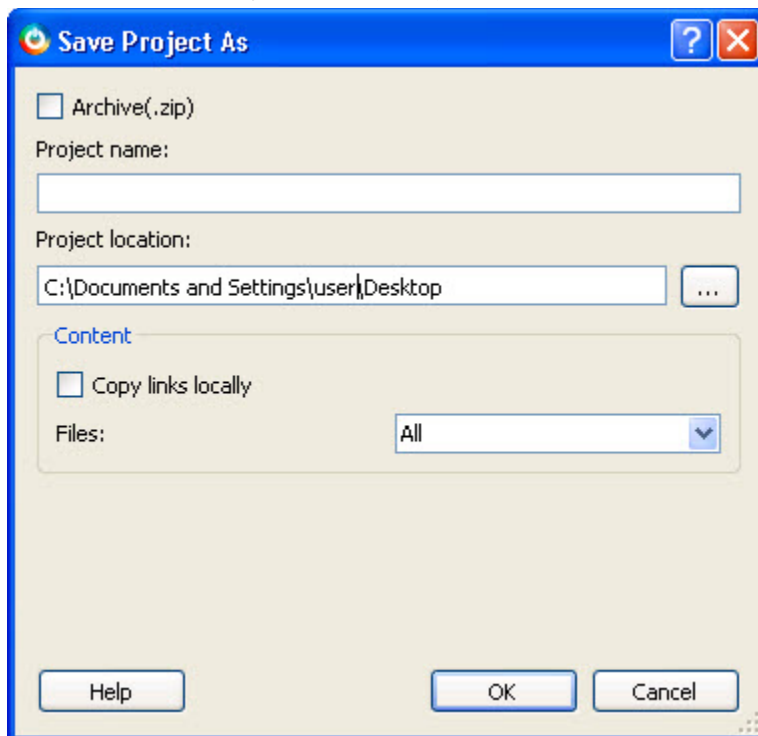 Save Project As
?
Archive(.zip)
Project name:
Project location:
C:\Documents and Settings\user\Desktop
...
Content
Copy links locally
Files:
All
Help
OK
Cancel